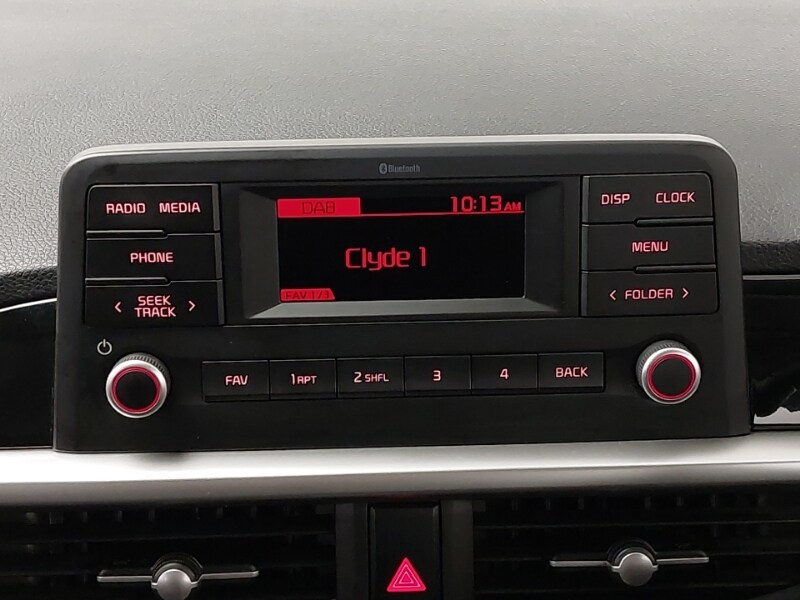 Bluetooth
RADIO MEDIA
DAB 10:13 AM
DISP CLOCK
PHONE
Clyde 1
MENU
< SEEK TRACK >
FAV 1/3
< FOLDER >
FAV 1 RPT 2 SHFL 3 4 BACK